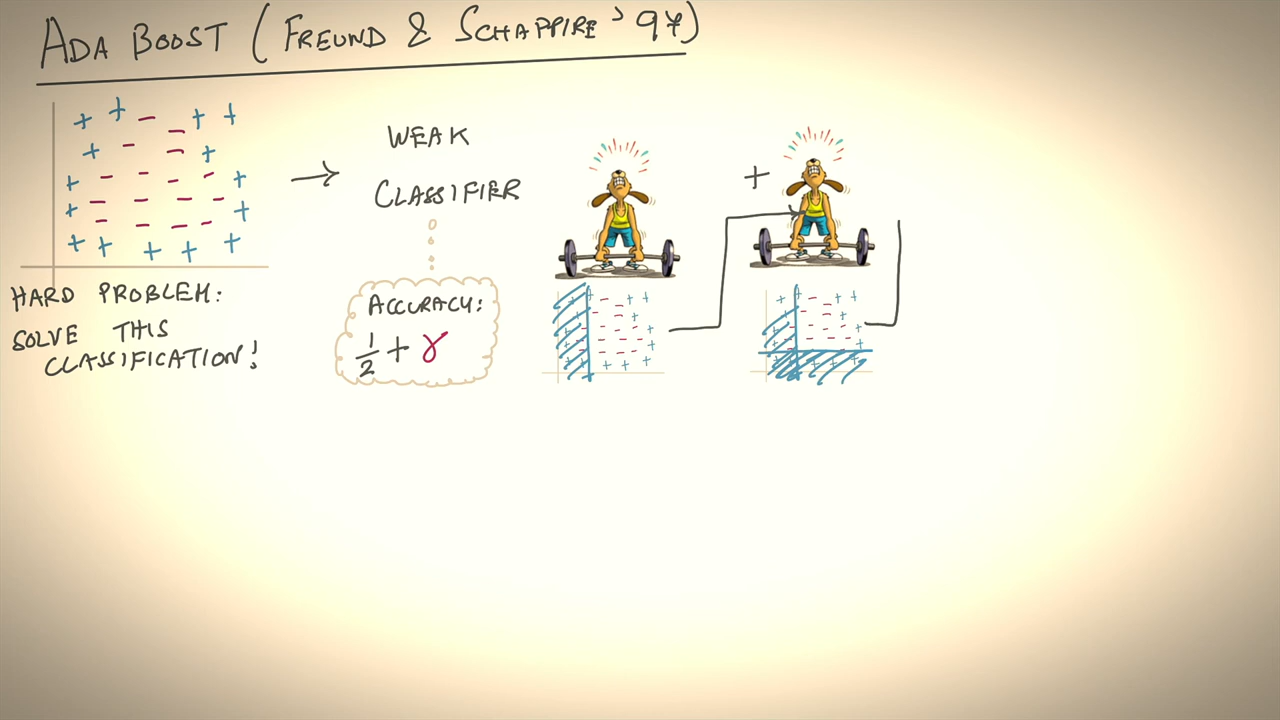 ADA BOOST (FREUND & SCHAPPIRE '97)
HARD PROBLEM:
SOLVE THIS
CLASSIFICATION!
WEAK
CLASSIFIER
ACCURACY:
1/2 + γ
+